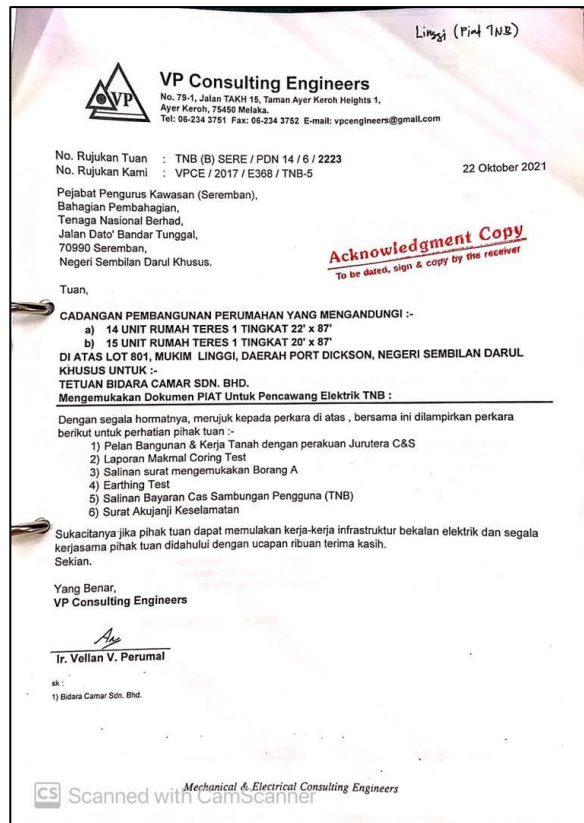 Linggi (Piat TNB)
VP
VP Consulting Engineers
No. 79-1, Jalan TAKH 15, Taman Ayer Keroh Heights 1,
Ayer Keroh, 75450 Melaka.
Tel: 06-234 3751 Fax: 06-234 3752 E-mail: vpcengineers@gmail.com
No. Rujukan Tuan : TNB (B) SERE / PDN 14 / 6 / 2223
No. Rujukan Kami : VPCE / 2017 / E368 / TNB-5
22 Oktober 2021
Pejabat Pengurus Kawasan (Seremban),
Bahagian Pembahagian,
Tenaga Nasional Berhad,
Jalan Dato' Bandar Tunggal,
70990 Seremban,
Negeri Sembilan Darul Khusus.
Acknowledgment Copy
To be dated, sign & copy by the receiver
Tuan,
CADANGAN PEMBANGUNAN PERUMAHAN YANG MENGANDUNGI :-
a) 14 UNIT RUMAH TERES 1 TINGKAT 22' x 87'
b) 15 UNIT RUMAH TERES 1 TINGKAT 20' x 87'
DI ATAS LOT 801, MUKIM LINGGI, DAERAH PORT DICKSON, NEGERI SEMBILAN DARUL
KHUSUS UNTUK :-
TETUAN BIDARA CAMAR SDN. BHD.
Mengemukakan Dokumen PIAT Untuk Pencawang Elektrik TNB :
Dengan segala hormatnya, merujuk kepada perkara di atas , bersama ini dilampirkan perkara
berikut untuk perhatian pihak tuan :-
1) Pelan Bangunan & Kerja Tanah dengan perakuan Jurutera C&S
2) Laporan Makmal Coring Test
3) Salinan surat mengemukakan Borang A
4) Earthing Test
5) Salinan Bayaran Cas Sambungan Pengguna (TNB)
6) Surat Akujanji Keselamatan
Sukacitanya jika pihak tuan dapat memulakan kerja-kerja infrastruktur bekalan elektrik dan segala
kerjasama pihak tuan didahului dengan ucapan ribuan terima kasih.
Sekian.
Yang Benar,
VP Consulting Engineers
Ir. Vellan V. Perumal
sk :
1) Bidara Camar Sdn. Bhd.
Mechanical & Electrical Consulting Engineers
CS Scanned with CamScanner